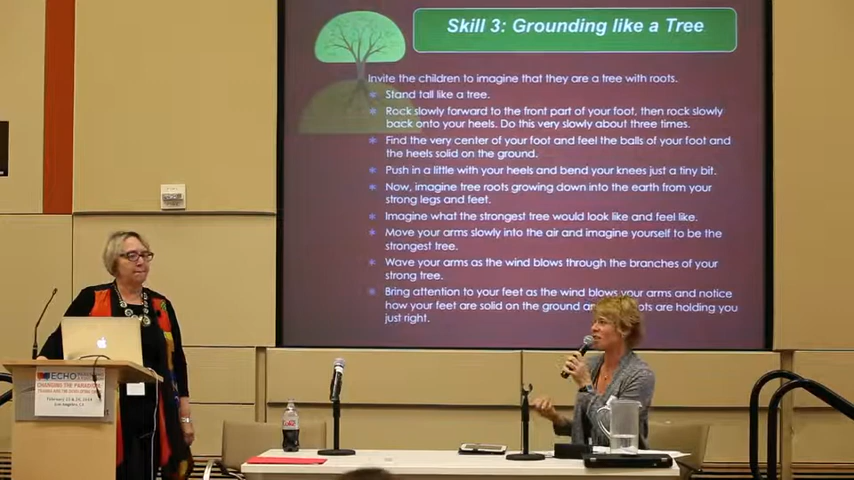 Skill 3: Grounding like a Tree
Invite the children to imagine that they are a tree with roots.
* Stand tall like a tree.
* Rock slowly forward to the front part of your foot, then rock slowly
back onto your heels. Do this very slowly about three times.
* Find the very center of your foot and feel the balls of your foot and
the heels solid on the ground.
* Push in a little with your heels and bend your knees just a tiny bit.
* Now, imagine tree roots growing down into the earth from your
strong legs and feet.
* Imagine what the strongest tree would look like and feel like.
* Move your arms slowly into the air and imagine yourself to be the
strongest tree.
* Wave your arms as the wind blows through the branches of your
strong tree.
* Bring attention to your feet as the wind blows your arms and notice
how your feet are solid on the ground are holding you
just right.
ECHO
CHANGING THE PARADIGM
Los Angeles, CA